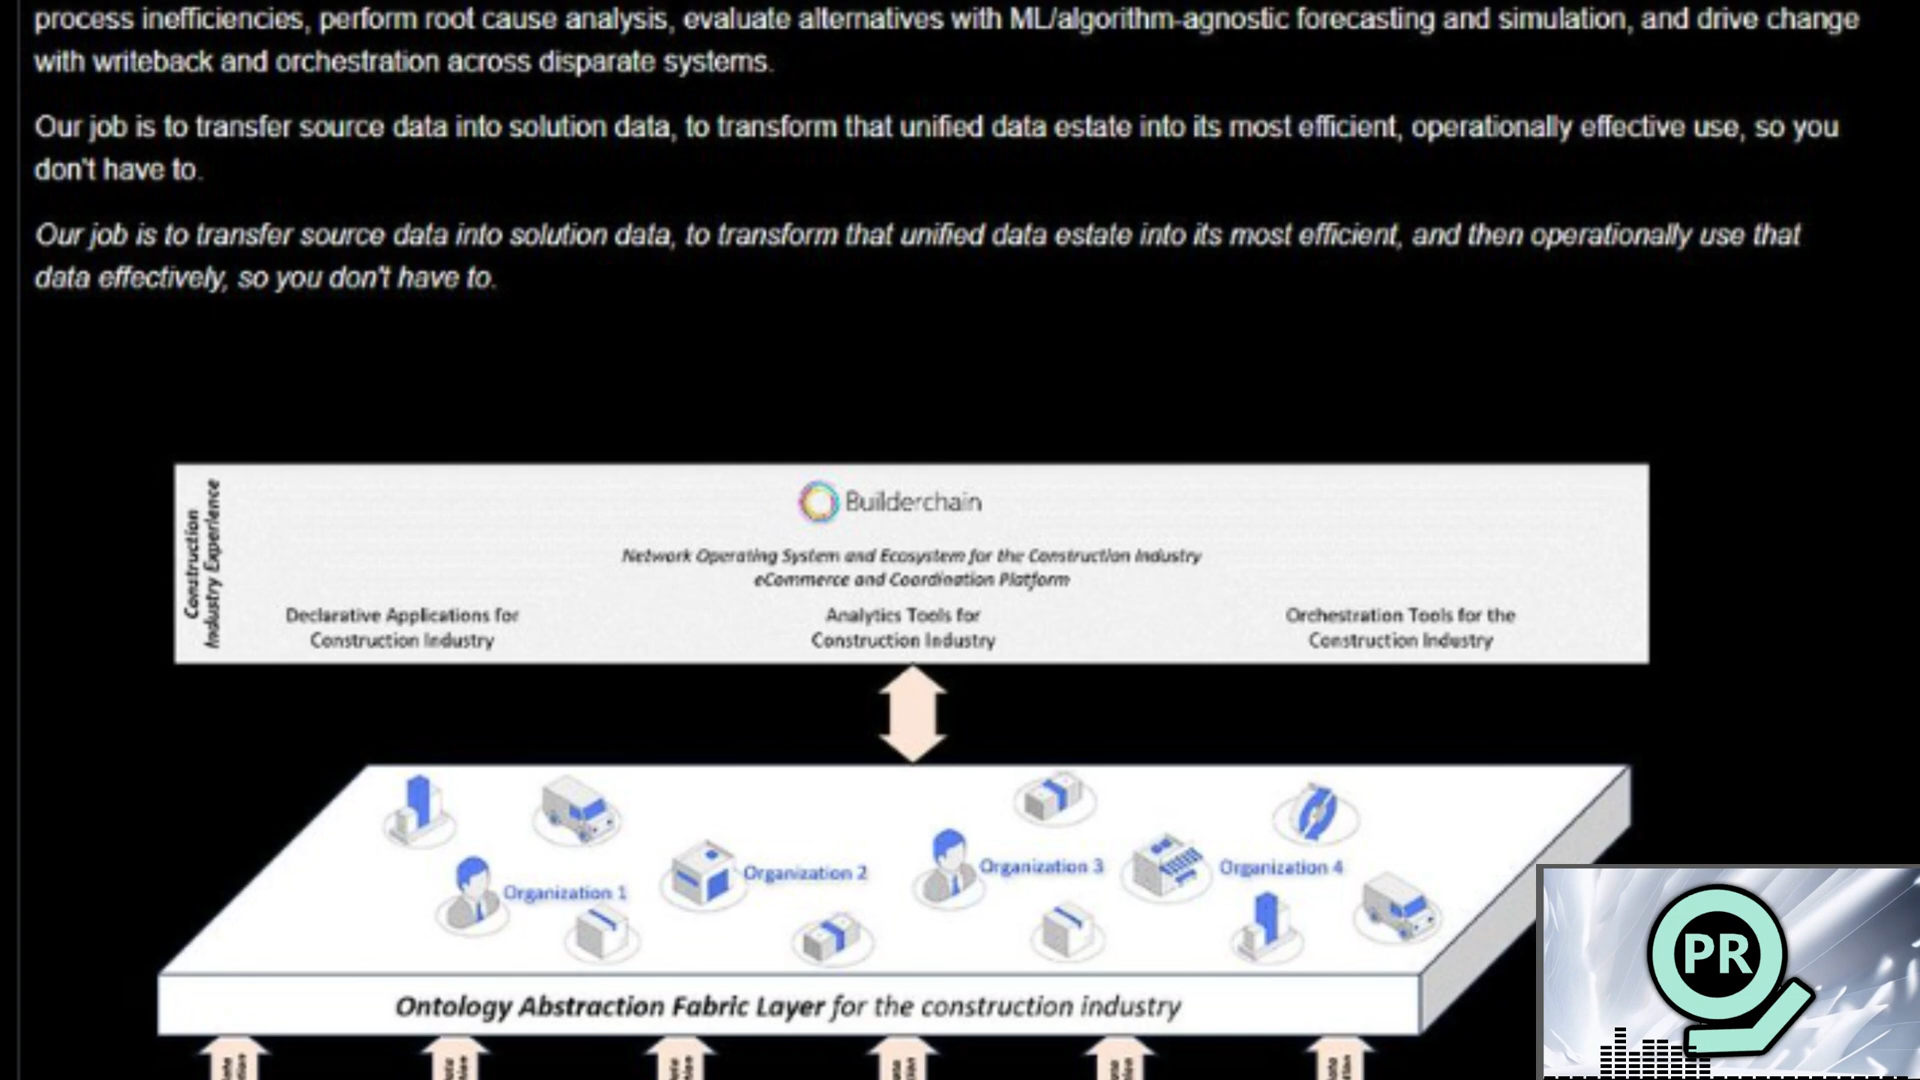 process inefficiencies, perform root cause analysis, evaluate alternatives with ML/algorithm-agnostic forecasting and simulation, and drive change
with writeback and orchestration across disparate systems.
Our job is to transfer source data into solution data, to transform that unified data estate into its most efficient, operationally effective use, so you
don't have to.
Our job is to transfer source data into solution data, to transform that unified data estate into its most efficient, and then operationally use that
data effectively, so you don't have to.
Construction
Industry Experience
Builderchain
Network Operating System and Ecosystem for the Construction Industry
eCommerce and Coordination Platform
Declarative Applications for
Construction Industry
Analytics Tools for
Construction Industry
Orchestration Tools for the
Construction Industry
Organization 1
Organization 2
Organization 3
Organization 4
Ontology Abstraction Fabric Layer for the construction industry
PR